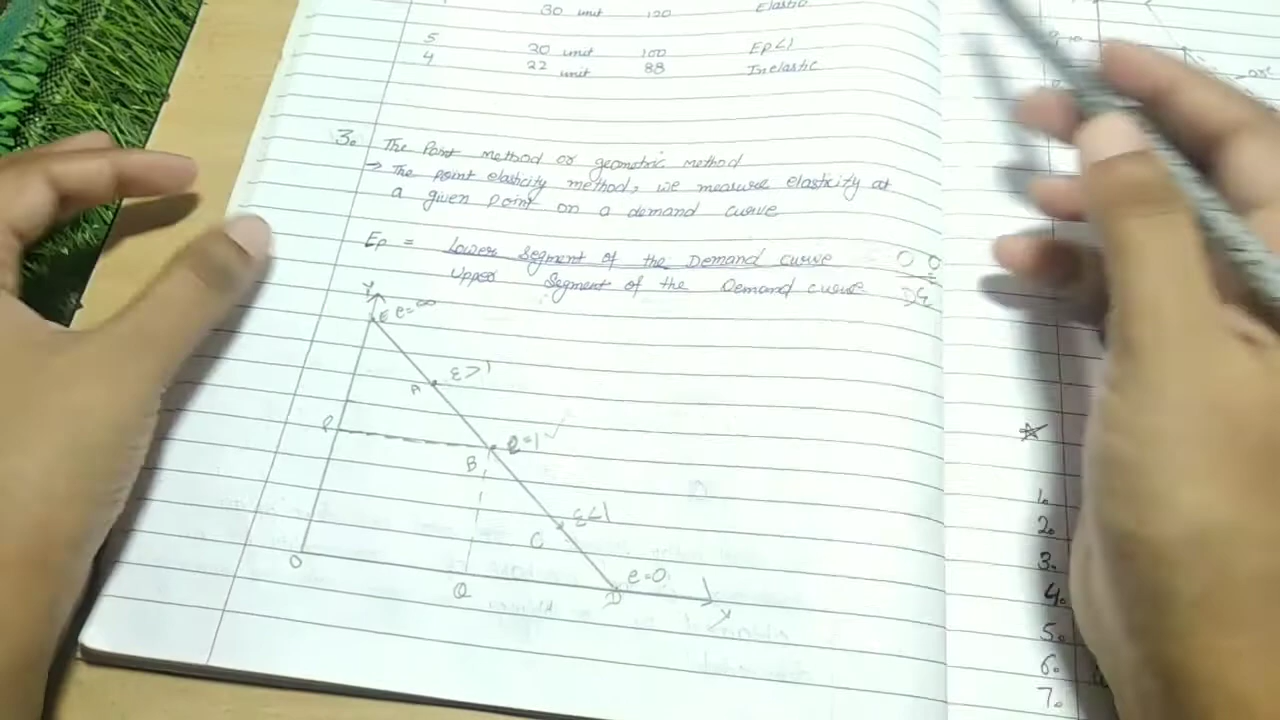 30 unit 120 Elastic
5 20 unit 100 Ep<1
4 22 unit 88 Inelastic
3. The Point method or geometric method
→ The point elasticity method, we measure elasticity at
a given point on a demand curve
Ep = Lower Segment of the Demand curve
Upper Segment of the Demand curve
Y
E e=∞
A ε>1
P
B e=1 ✓
C ε<1
O
Q
D e=0
X
1.
2.
3.
4.
5.
6.
7.